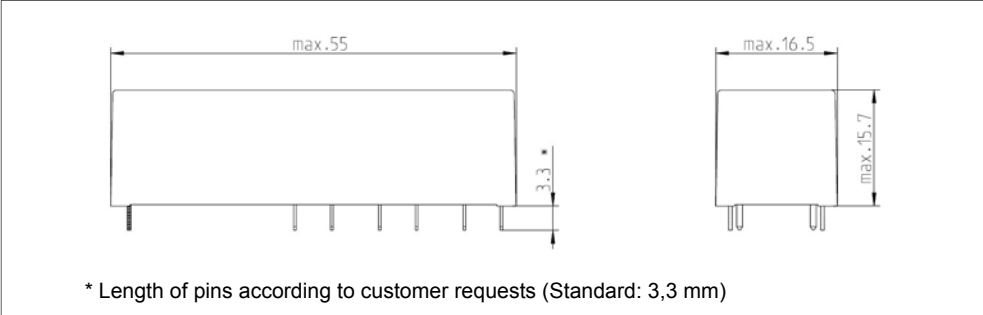 max.55
max.16.5
3.3 *
max.15.7
* Length of pins according to customer requests (Standard: 3,3 mm)